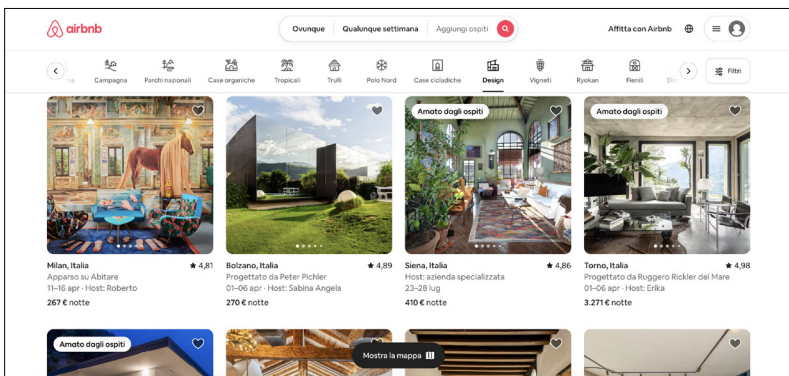 airbnb
Ovunque Qualunque settimana Aggiungi ospiti
Affitta con Airbnb
Campagna Parchi nazionali Case organiche Tropicali Trulli Polo Nord Case cicladiche Design Vigneti Ryokan Fienili
Filtri
Amato dagli ospiti
Amato dagli ospiti
Milan, Italia ★ 4,81
Apparso su Abitare
11–16 apr · Host: Roberto
267 € notte
Bolzano, Italia ★ 4,89
Progettato da Peter Pichler
01–06 apr · Host: Sabina Angela
270 € notte
Siena, Italia ★ 4,86
Host: azienda specializzata
23–28 lug
410 € notte
Torno, Italia ★ 4,98
Progettato da Ruggero Rickler del Mare
01–06 apr · Host: Erika
3.271 € notte
Amato dagli ospiti
Mostra la mappa